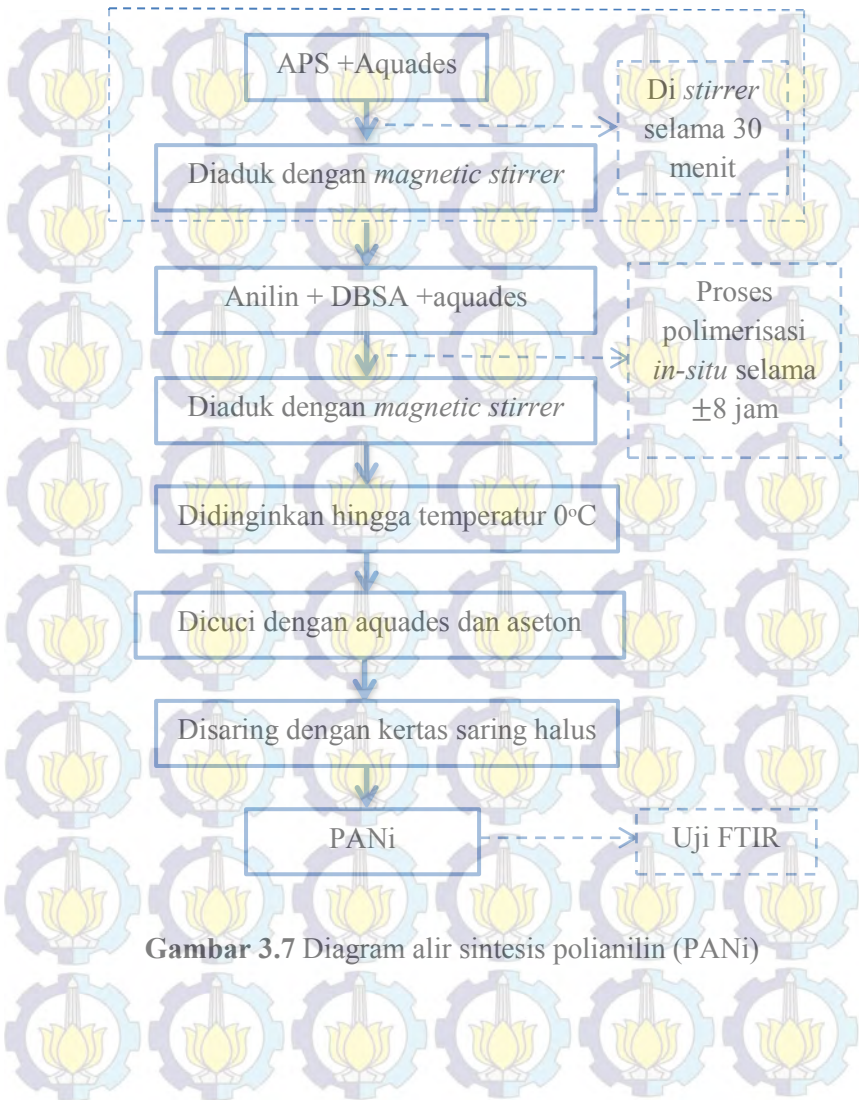 APS +Aquades
Di stirrer
selama 30
menit
Diaduk dengan magnetic stirrer
Anilin + DBSA +aquades
Proses
polimerisasi
in-situ selama
±8 jam
Diaduk dengan magnetic stirrer
Didinginkan hingga temperatur 0°C
Dicuci dengan aquades dan aseton
Disaring dengan kertas saring halus
PANi
Uji FTIR
Gambar 3.7 Diagram alir sintesis polianilin (PANi)